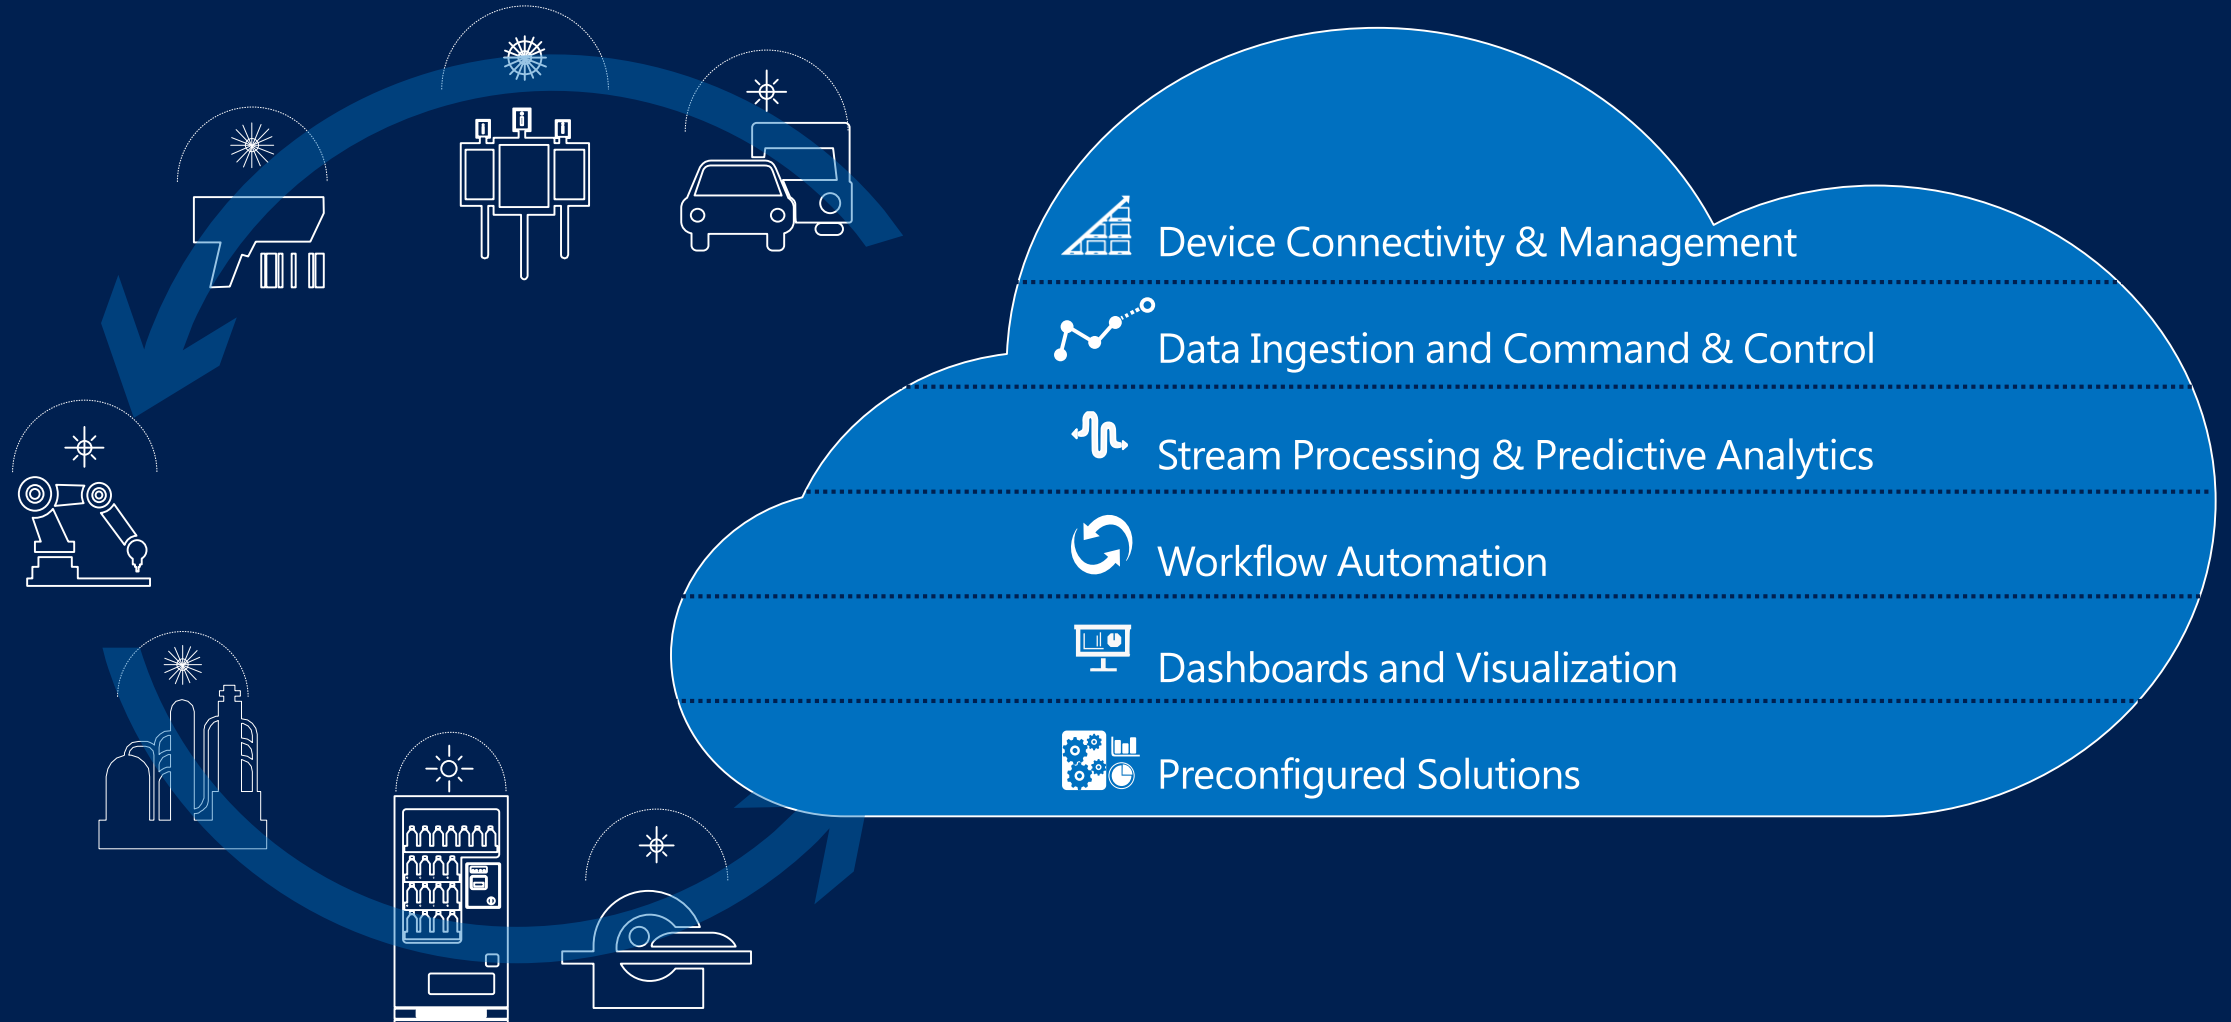 Device Connectivity & Management
Data Ingestion and Command & Control
Stream Processing & Predictive Analytics
Workflow Automation
Dashboards and Visualization
Preconfigured Solutions